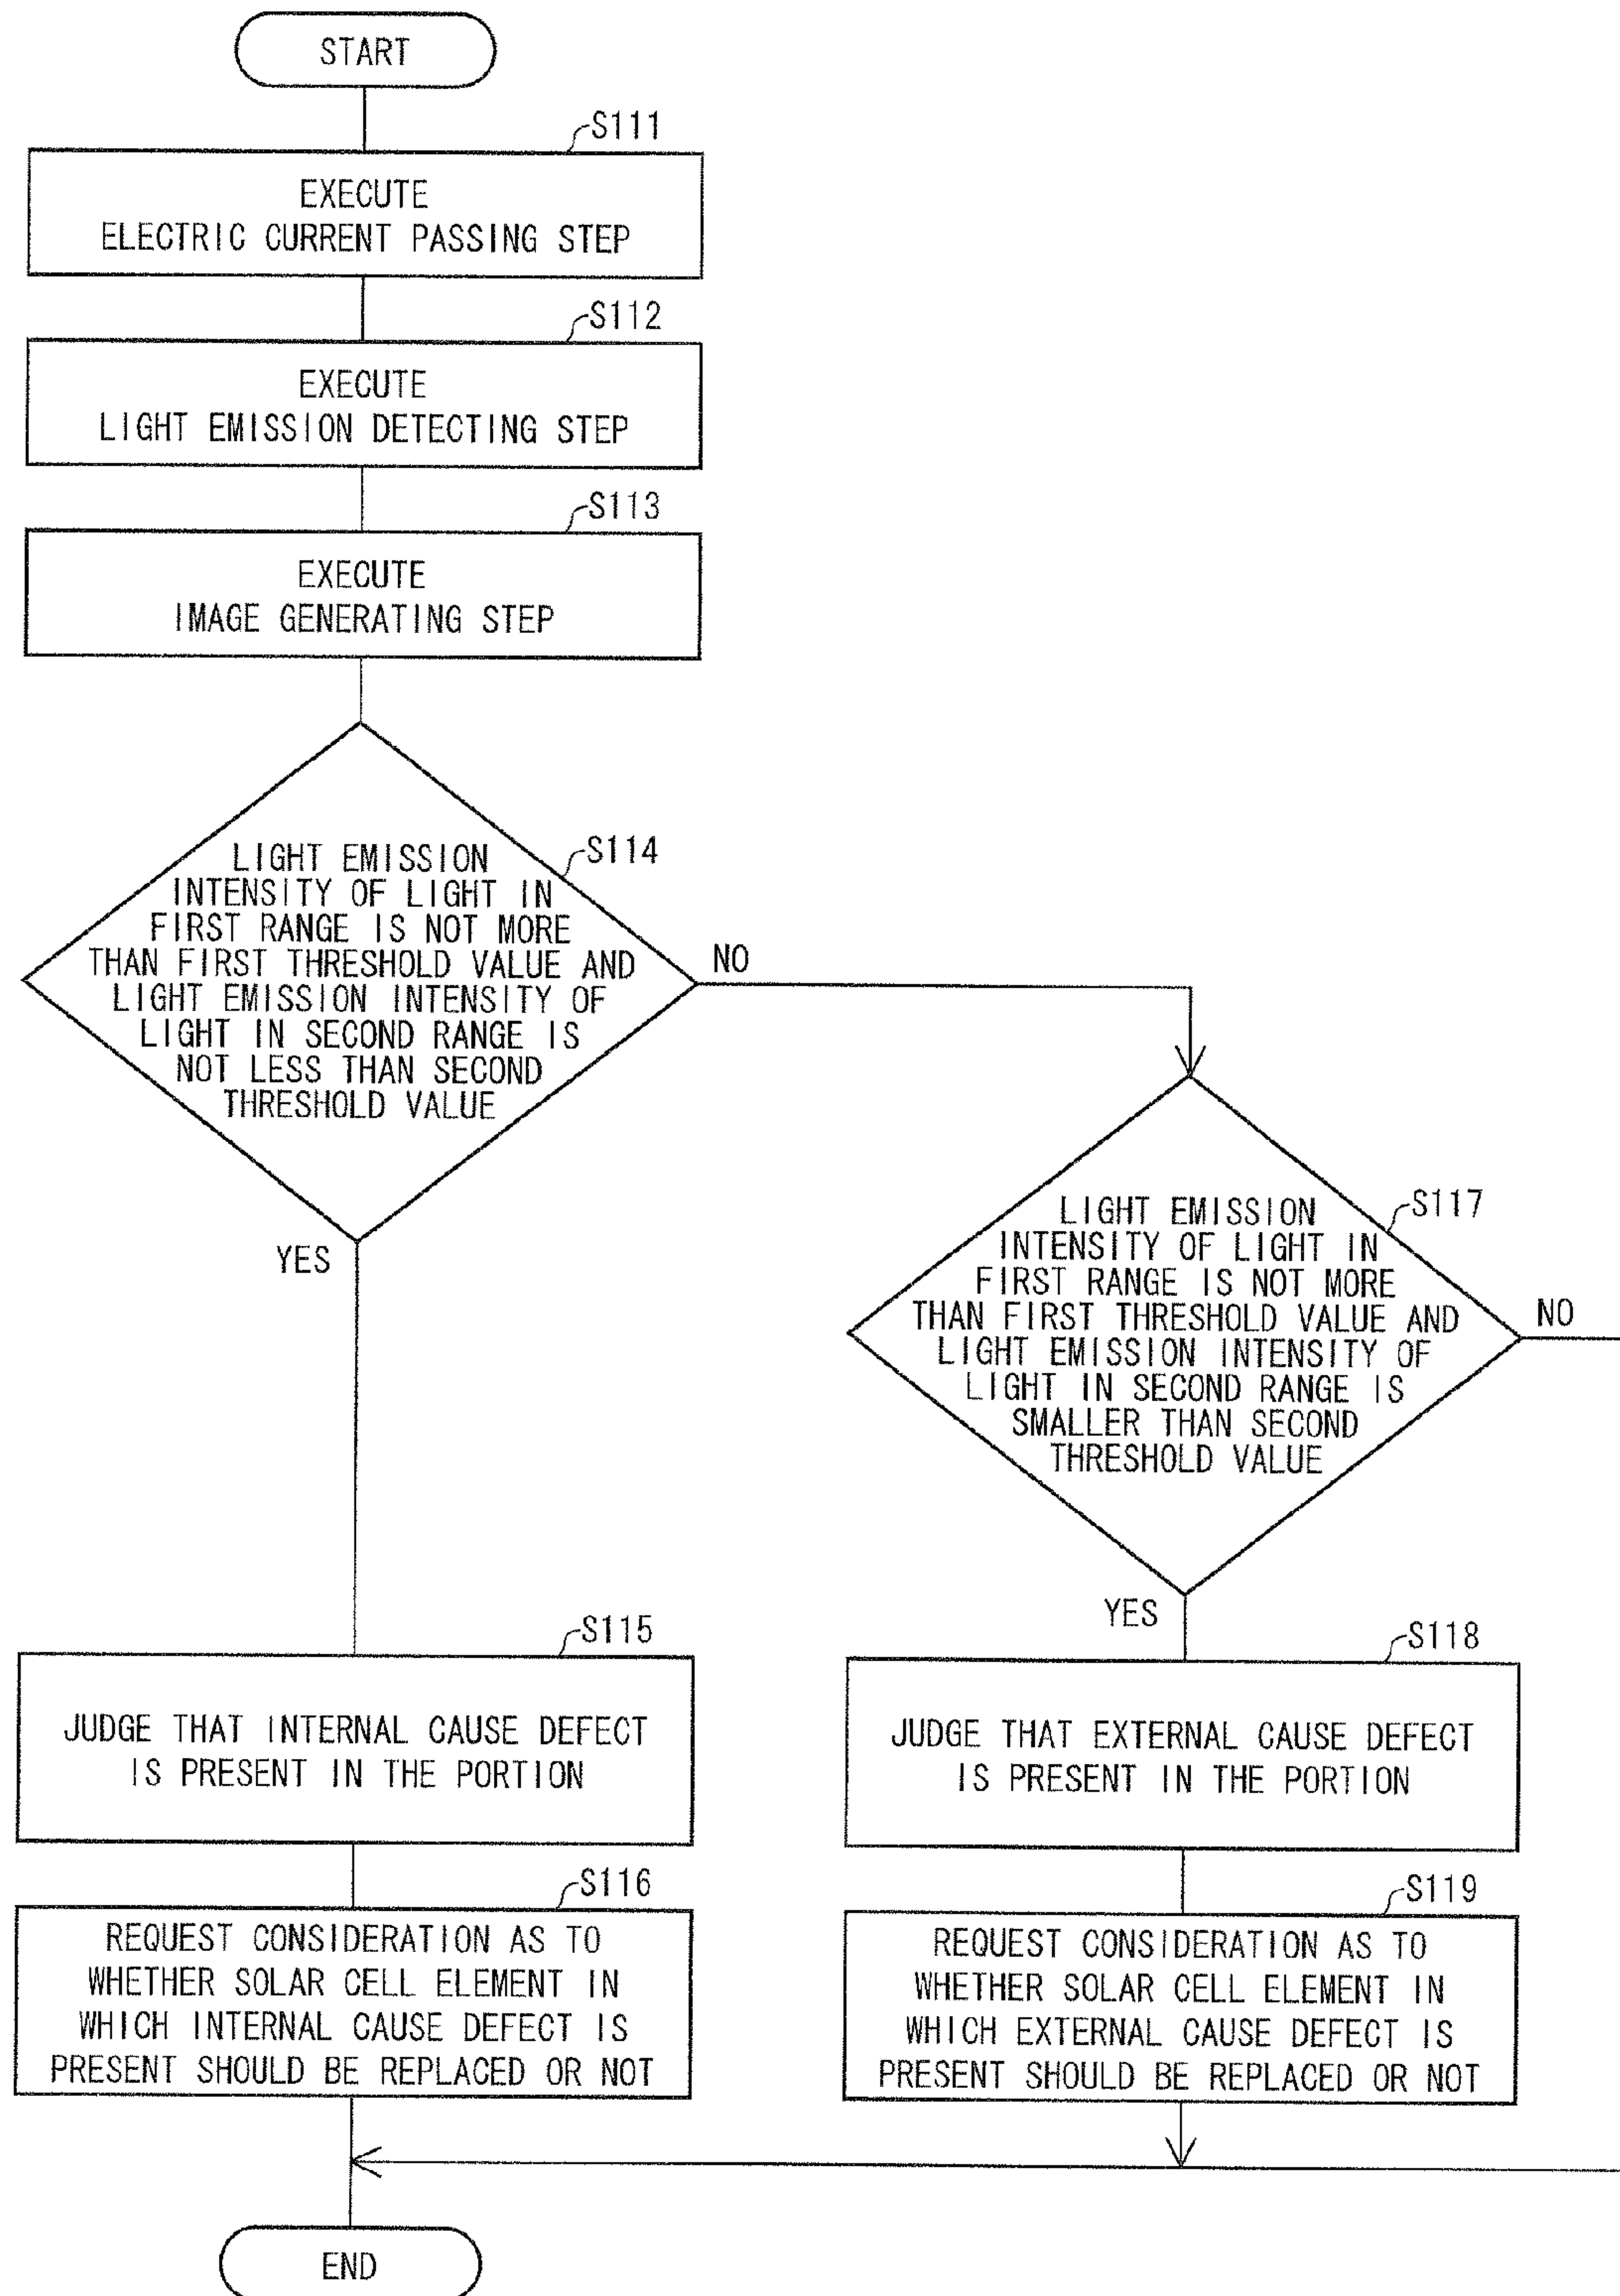 START
S111
EXECUTE
ELECTRIC CURRENT PASSING STEP
S112
EXECUTE
LIGHT EMISSION DETECTING STEP
S113
EXECUTE
IMAGE GENERATING STEP
S114
LIGHT EMISSION
INTENSITY OF LIGHT IN
FIRST RANGE IS NOT MORE
THAN FIRST THRESHOLD VALUE AND
LIGHT EMISSION INTENSITY OF
LIGHT IN SECOND RANGE IS
NOT LESS THAN SECOND
THRESHOLD VALUE
NO
YES
S117
LIGHT EMISSION
INTENSITY OF LIGHT IN
FIRST RANGE IS NOT MORE
THAN FIRST THRESHOLD VALUE AND
LIGHT EMISSION INTENSITY OF
LIGHT IN SECOND RANGE IS
SMALLER THAN SECOND
THRESHOLD VALUE
NO
YES
S115
JUDGE THAT INTERNAL CAUSE DEFECT
IS PRESENT IN THE PORTION
S118
JUDGE THAT EXTERNAL CAUSE DEFECT
IS PRESENT IN THE PORTION
S116
REQUEST CONSIDERATION AS TO
WHETHER SOLAR CELL ELEMENT IN
WHICH INTERNAL CAUSE DEFECT IS
PRESENT SHOULD BE REPLACED OR NOT
S119
REQUEST CONSIDERATION AS TO
WHETHER SOLAR CELL ELEMENT IN
WHICH EXTERNAL CAUSE DEFECT IS
PRESENT SHOULD BE REPLACED OR NOT
END